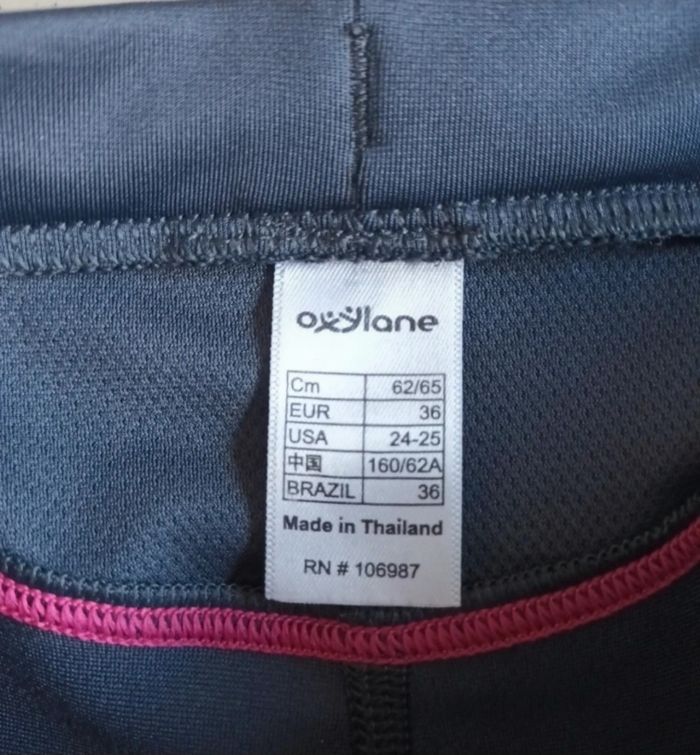 oxylane
Cm 62/65
EUR 36
USA 24-25
中国 160/62A
BRAZIL 36
Made in Thailand
RN # 106987